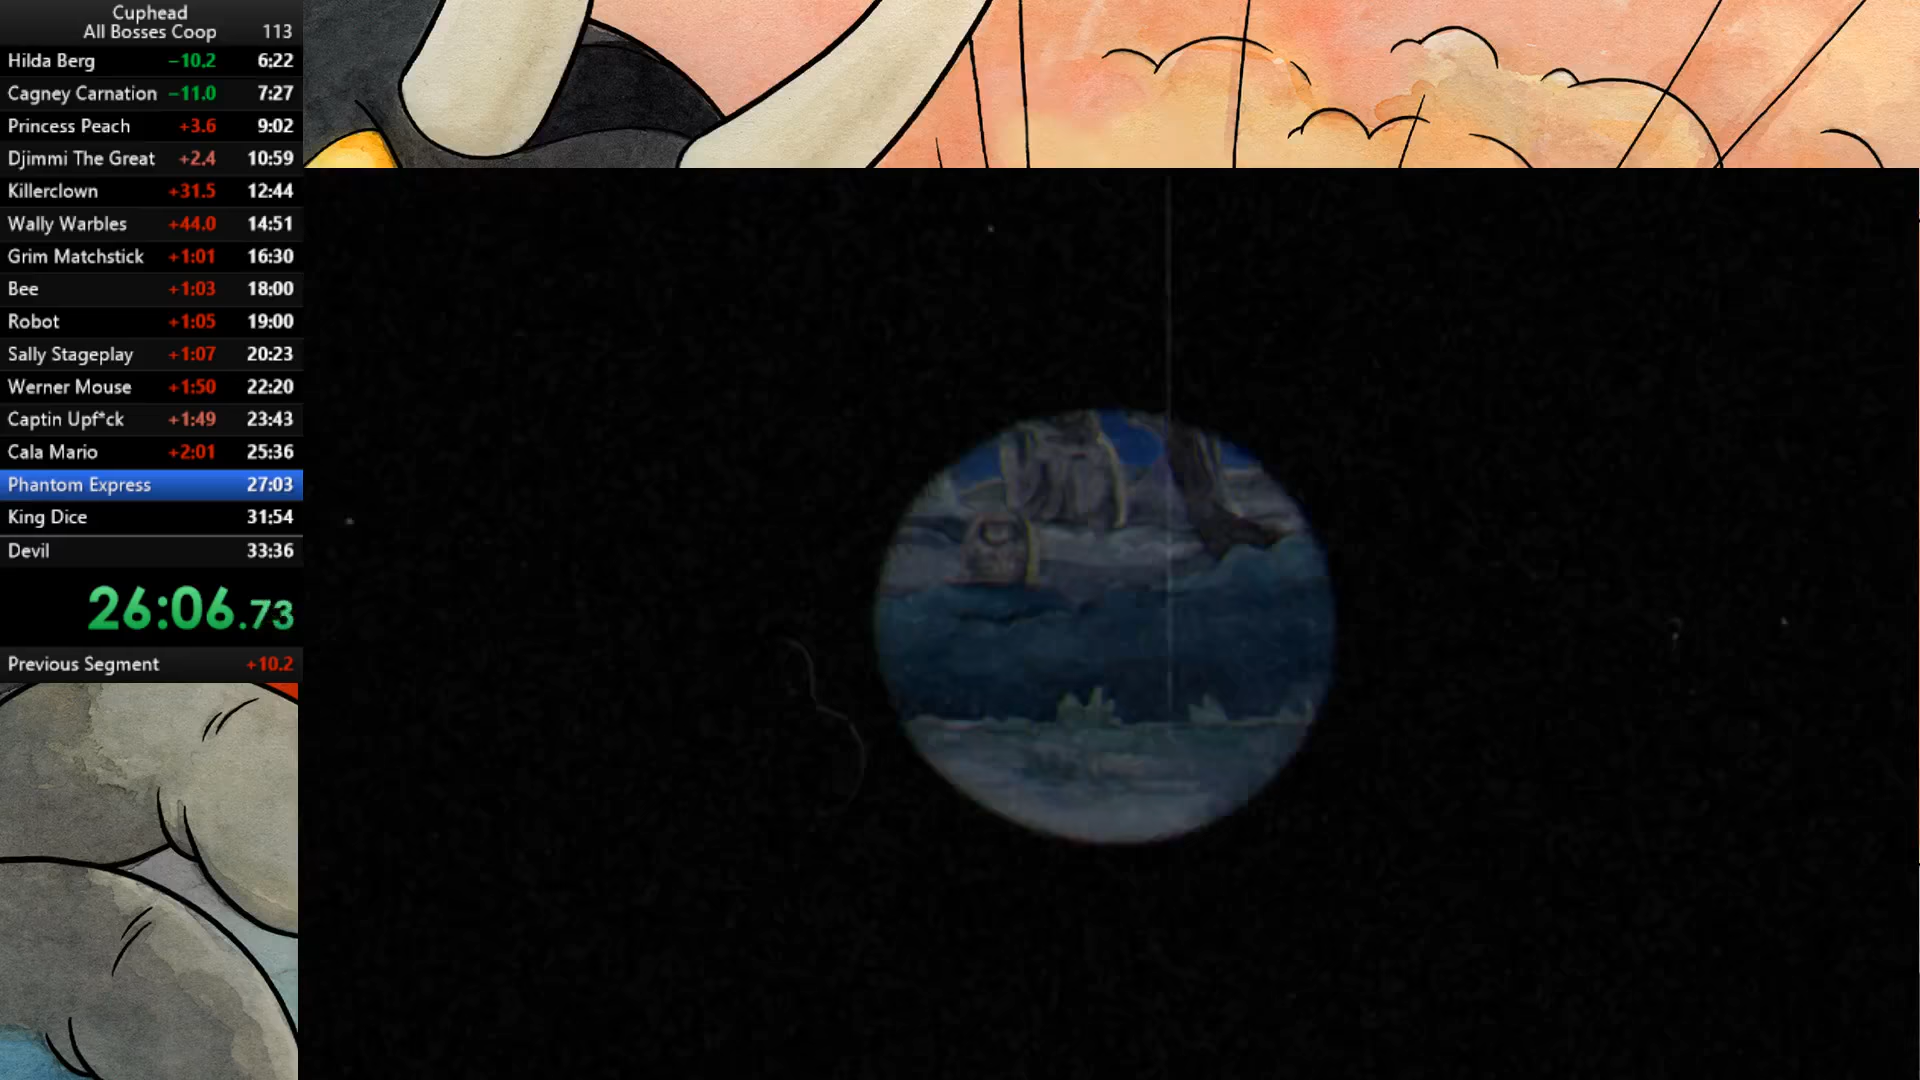 Cuphead
All Bosses Coop 113
Hilda Berg −10.2 6:22
Cagney Carnation −11.0 7:27
Princess Peach +3.6 9:02
Djimmi The Great +2.4 10:59
Killerclown +31.5 12:44
Wally Warbles +44.0 14:51
Grim Matchstick +1:01 16:30
Bee +1:03 18:00
Robot +1:05 19:00
Sally Stageplay +1:07 20:23
Werner Mouse +1:50 22:20
Captin Upf*ck +1:49 23:43
Cala Mario +2:01 25:36
Phantom Express 27:03
King Dice 31:54
Devil 33:36
26:06.73
Previous Segment +10.2